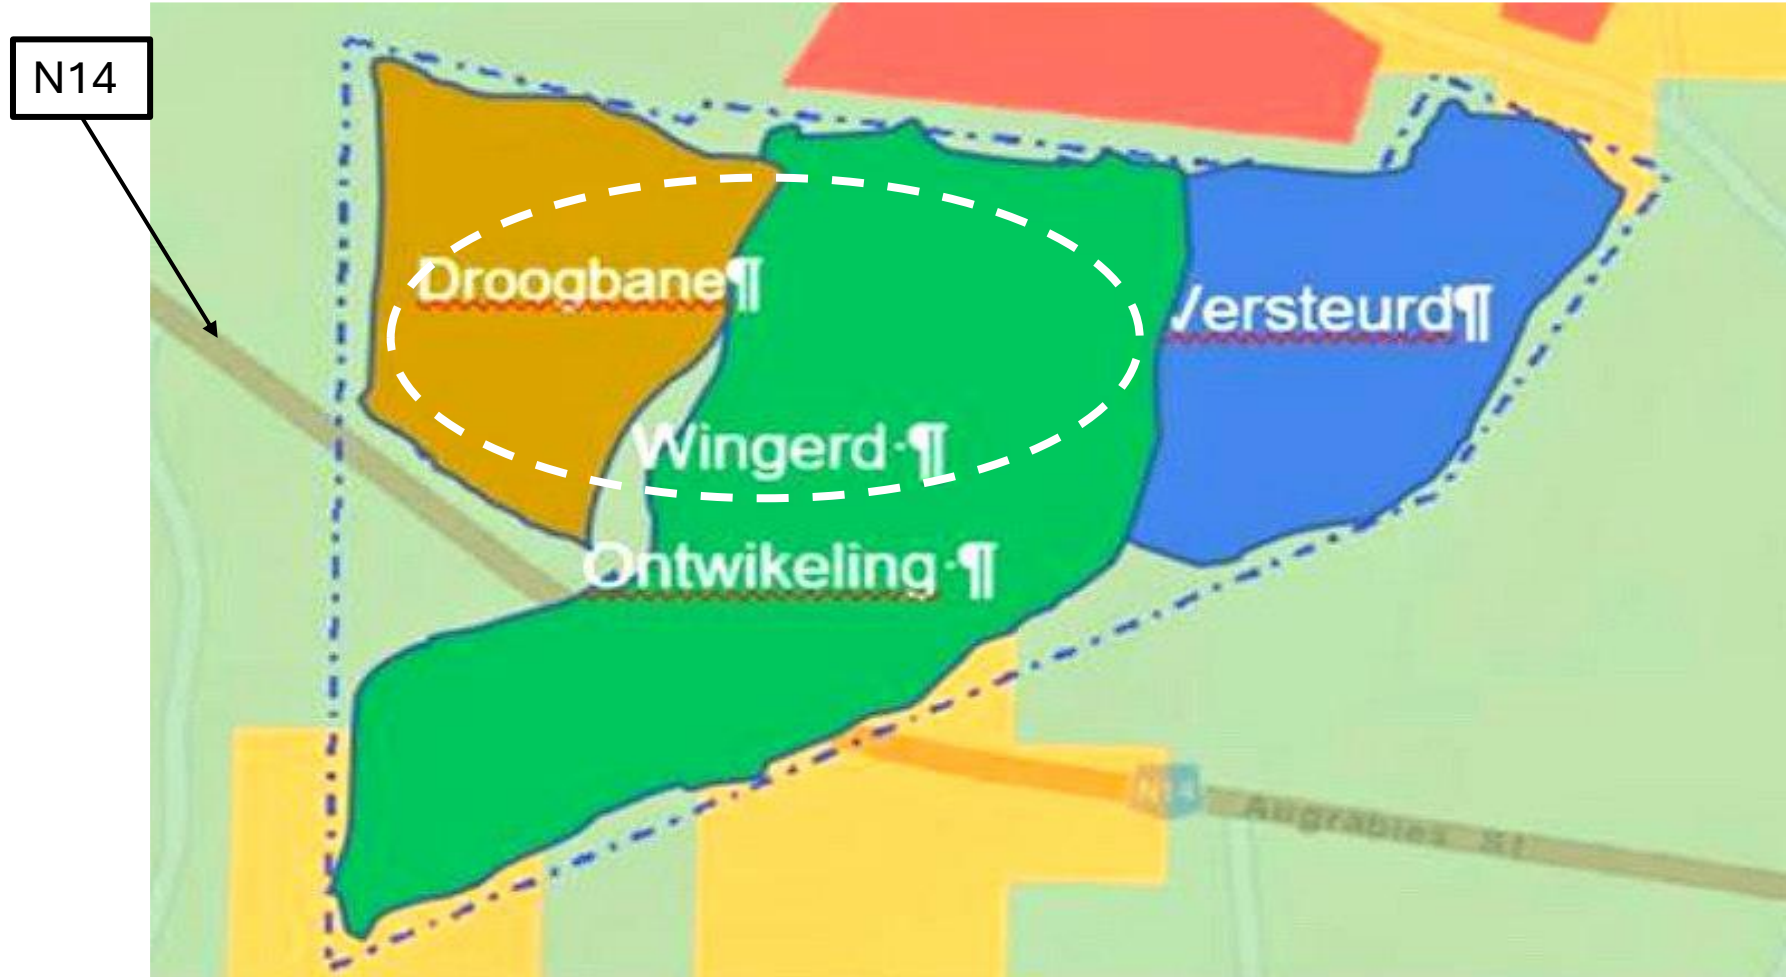 N14
Droogbane¶
Versteurd¶
Wingerd·¶
Ontwikeling·¶
Augrabies St